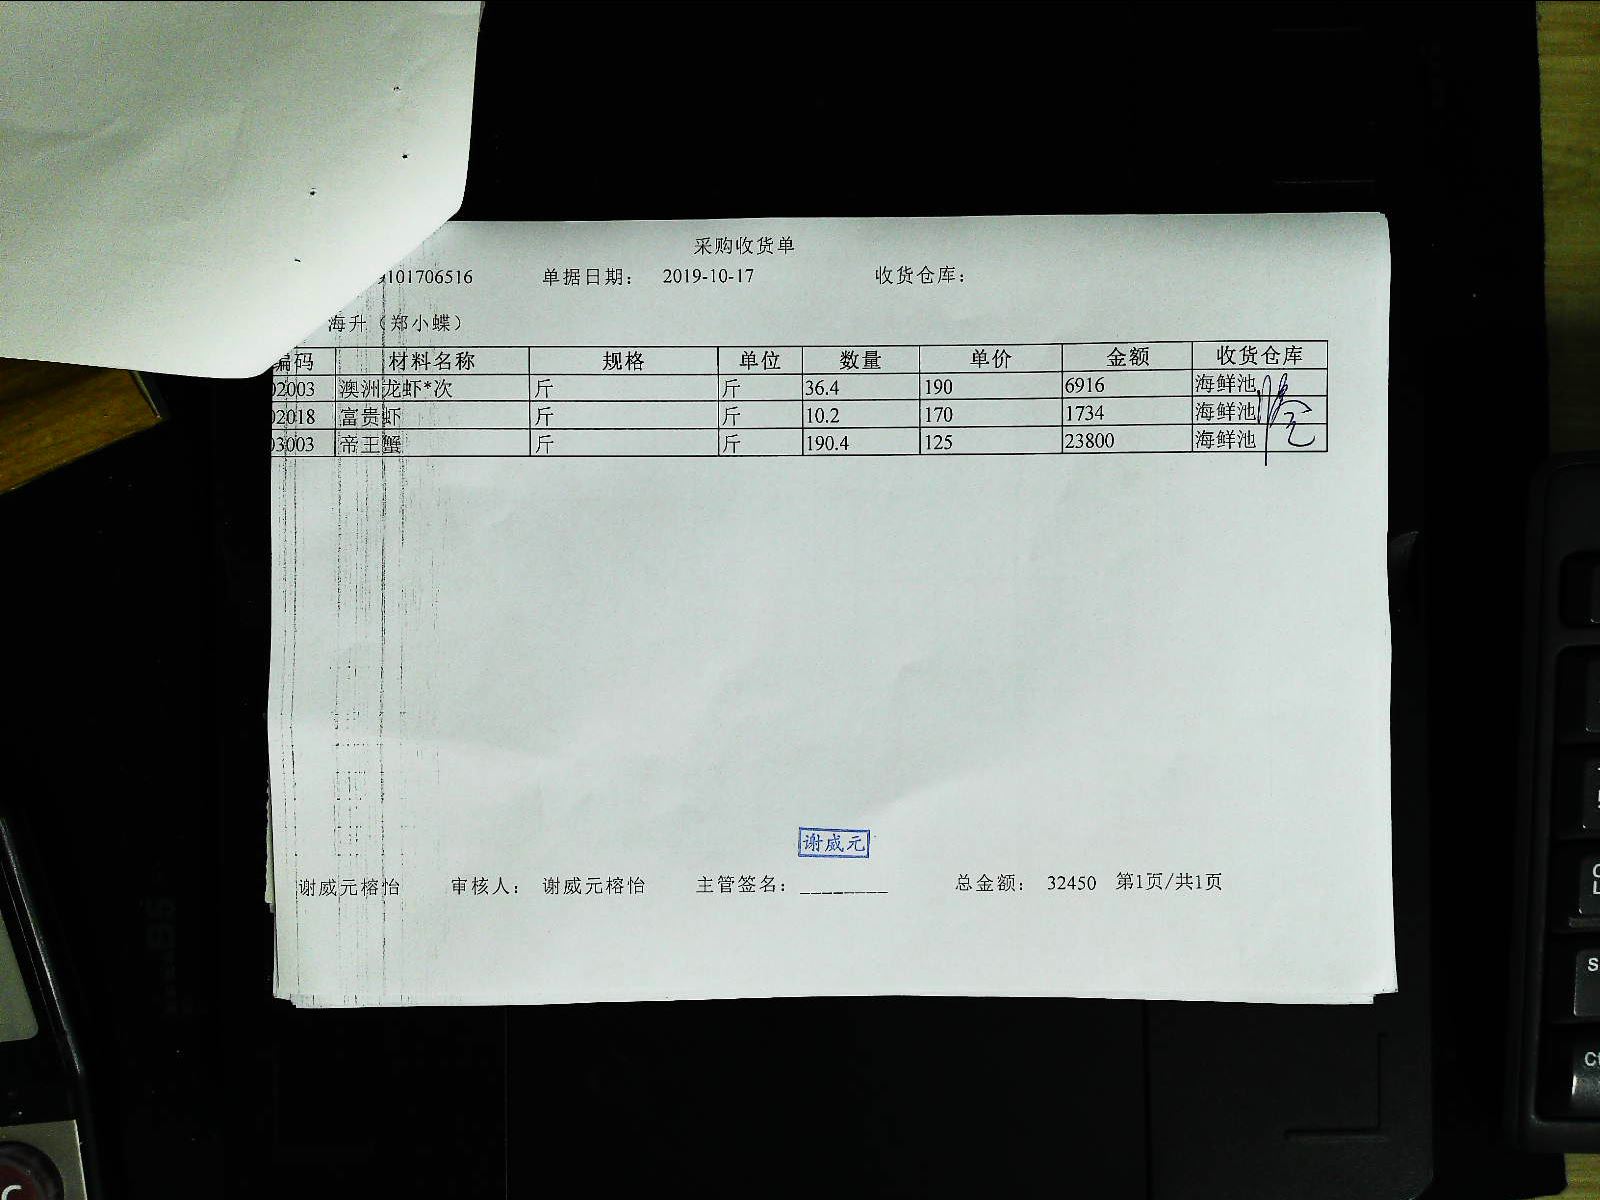 采购收货单
9101706516 单据日期： 2019-10-17 收货仓库：
海升（郑小蝶）
编码 材料名称 规格 单位 数量 单价 金额 收货仓库
02003 澳洲龙虾*次 斤 斤 36.4 190 6916 海鲜池
02018 富贵虾 斤 斤 10.2 170 1734 海鲜池
03003 帝王蟹 斤 斤 190.4 125 23800 海鲜池
谢威元
谢威元榕怡 审核人： 谢威元榕怡 主管签名：________ 总金额： 32450 第1页/共1页